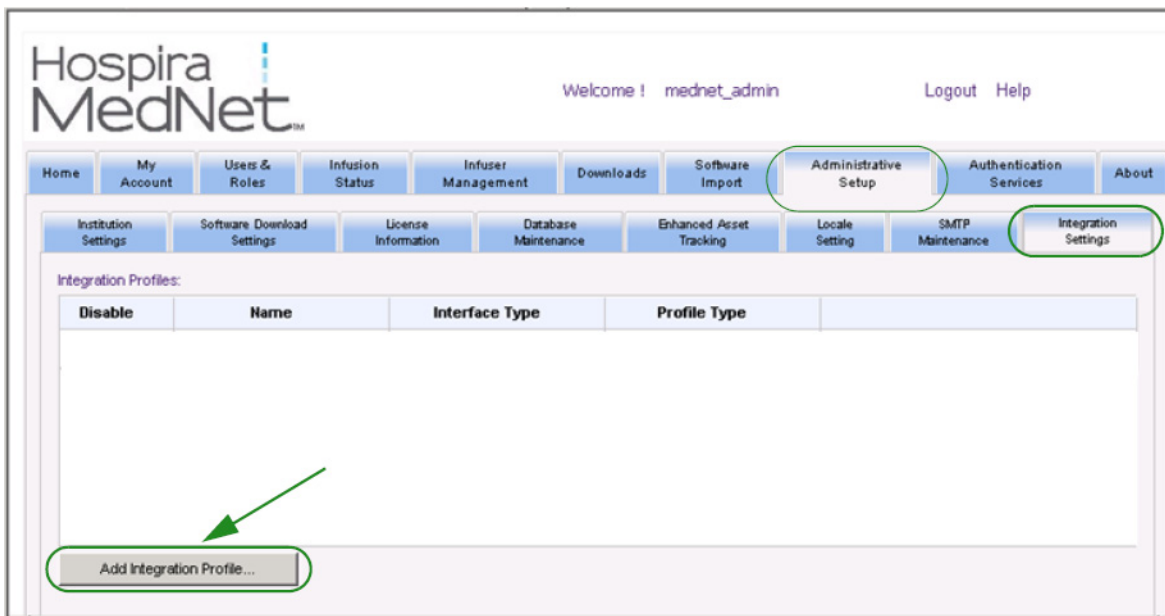 Hospira
MedNet™
Welcome ! mednet_admin
Logout Help
Home
My
Account
Users &
Roles
Infusion
Status
Infuser
Management
Downloads
Software
Import
Administrative
Setup
Authentication
Services
About
Institution
Settings
Software Download
Settings
License
Information
Database
Maintenance
Enhanced Asset
Tracking
Locale
Setting
SMTP
Maintenance
Integration
Settings
Integration Profiles:
Disable Name Interface Type Profile Type
Add Integration Profile...